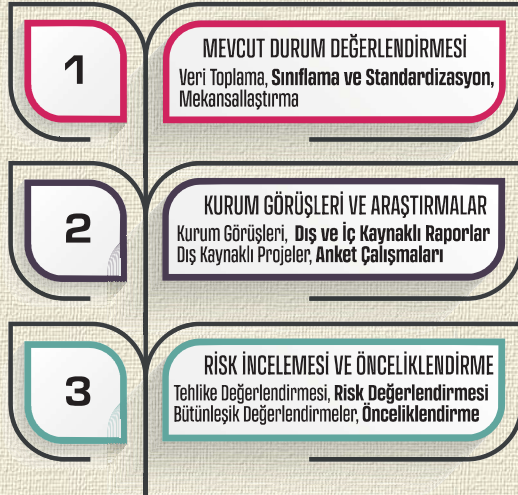 1
MEVCUT DURUM DEĞERLENDİRMESİ
Veri Toplama, Sınıflama ve Standardizasyon,
Mekansallaştırma
2
KURUM GÖRÜŞLERİ VE ARAŞTIRMALAR
Kurum Görüşleri, Dış ve İç Kaynaklı Raporlar
Dış Kaynaklı Projeler, Anket Çalışmaları
3
RİSK İNCELEMESİ VE ÖNCELİKLENDİRME
Tehlike Değerlendirmesi, Risk Değerlendirmesi
Bütünleşik Değerlendirmeler, Önceliklendirme